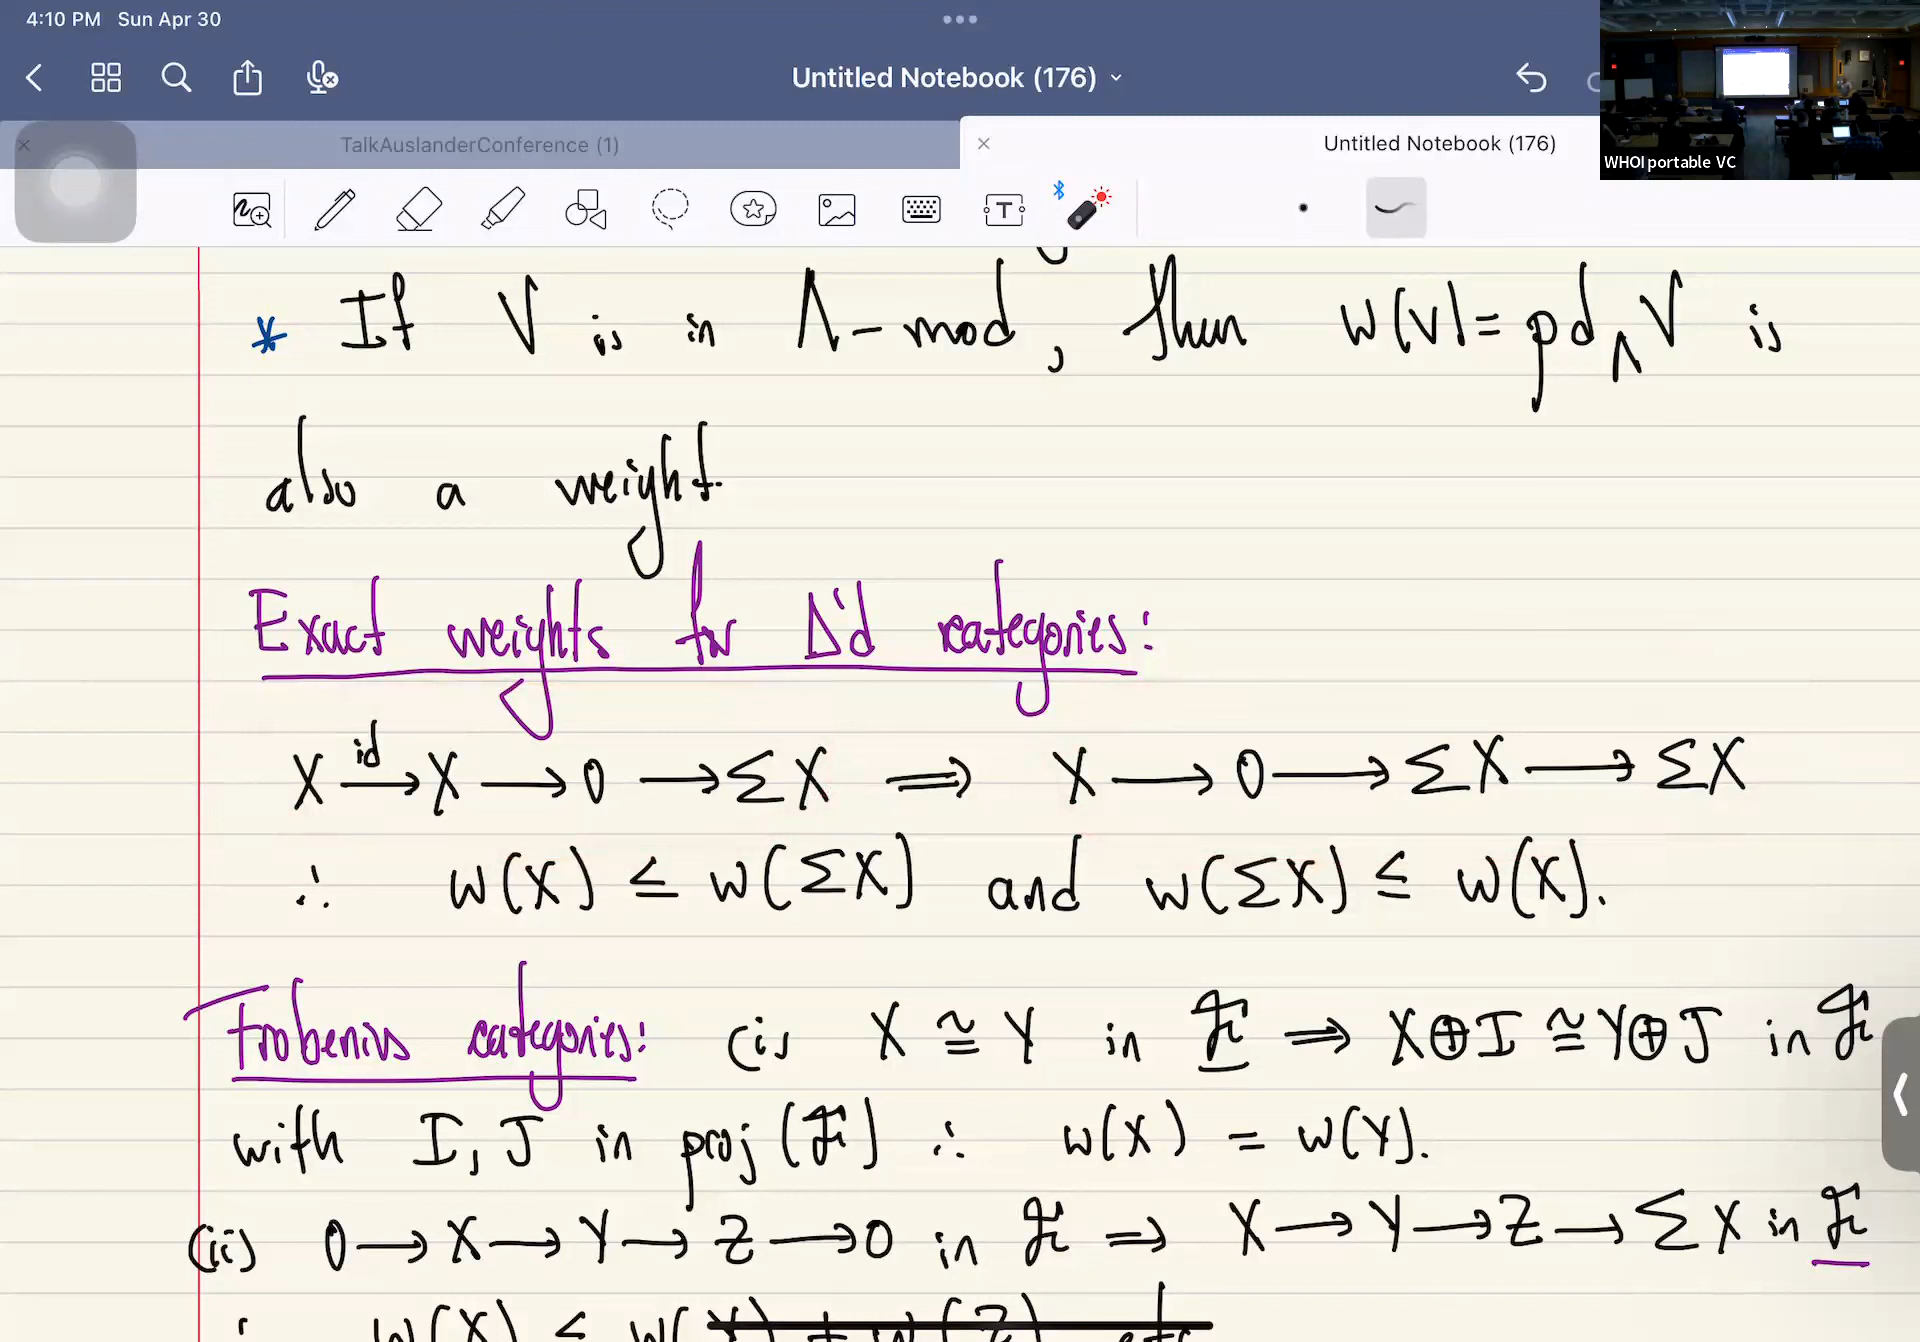 4:10 PM Sun Apr 30
Untitled Notebook (176)
TalkAuslanderConference (1)
Untitled Notebook (176)
WHOI portable VC
* If V is in Λ-mod, then w(V) = pd_Λ V is
also a weight.
Exact weights for Δ'd categories:
X —id→ X → 0 → ΣX ⟹ X → 0 → ΣX → ΣX
∴ w(X) ≤ w(ΣX) and w(ΣX) ≤ w(X).
Frobenius categories: (i) X ≅ Y in <u>ℱ</u> ⟹ X⊕I ≅ Y⊕J in ℱ
with I, J in proj(ℱ) ∴ w(X) = w(Y).
(ii) 0 → X → Y → Z → 0 in ℱ ⟹ X → Y → Z → ΣX in <u>ℱ</u>
∴ w(X) ≤ w(Y) + w(Z) etc